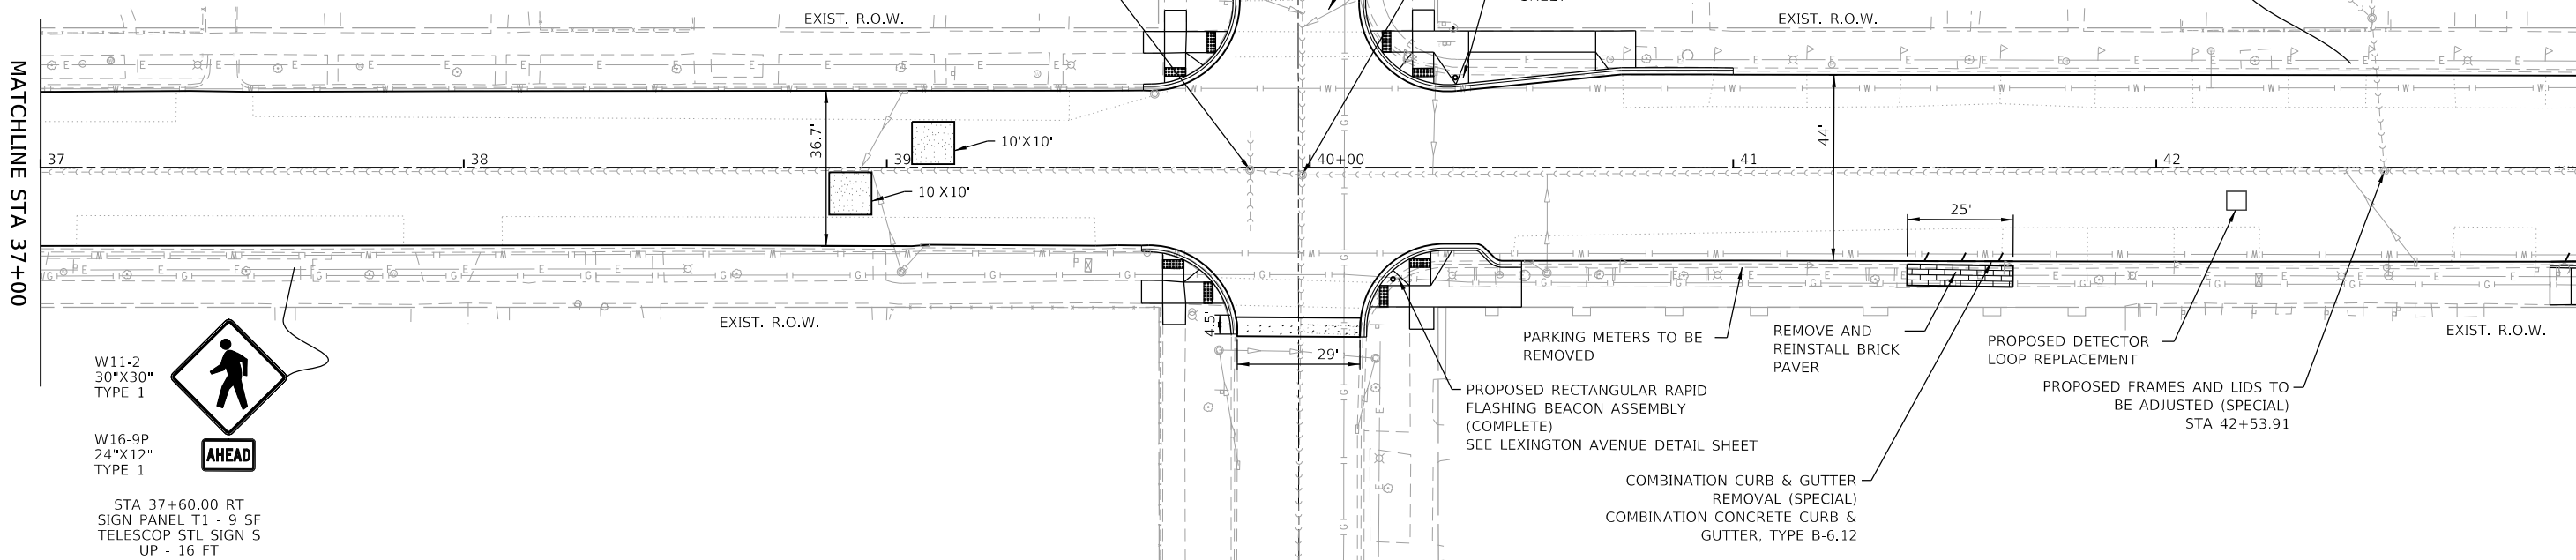 EXIST. R.O.W.
EXIST. R.O.W.
MATCHLINE STA 37+00
36.7'
44'
10'X10'
10'X10'
37
38
39
40+00
41
42
25'
EXIST. R.O.W.
EXIST. R.O.W.
4.5'
29'
W11-2
30"X30"
TYPE 1
W16-9P
24"X12"
TYPE 1
AHEAD
STA 37+60.00 RT
SIGN PANEL T1 - 9 SF
TELESCOP STL SIGN S
UP - 16 FT
PARKING METERS TO BE
REMOVED
REMOVE AND
REINSTALL BRICK
PAVER
PROPOSED DETECTOR
LOOP REPLACEMENT
PROPOSED RECTANGULAR RAPID
FLASHING BEACON ASSEMBLY
(COMPLETE)
SEE LEXINGTON AVENUE DETAIL SHEET
PROPOSED FRAMES AND LIDS TO
BE ADJUSTED (SPECIAL)
STA 42+53.91
COMBINATION CURB & GUTTER
REMOVAL (SPECIAL)
COMBINATION CONCRETE CURB &
GUTTER, TYPE B-6.12